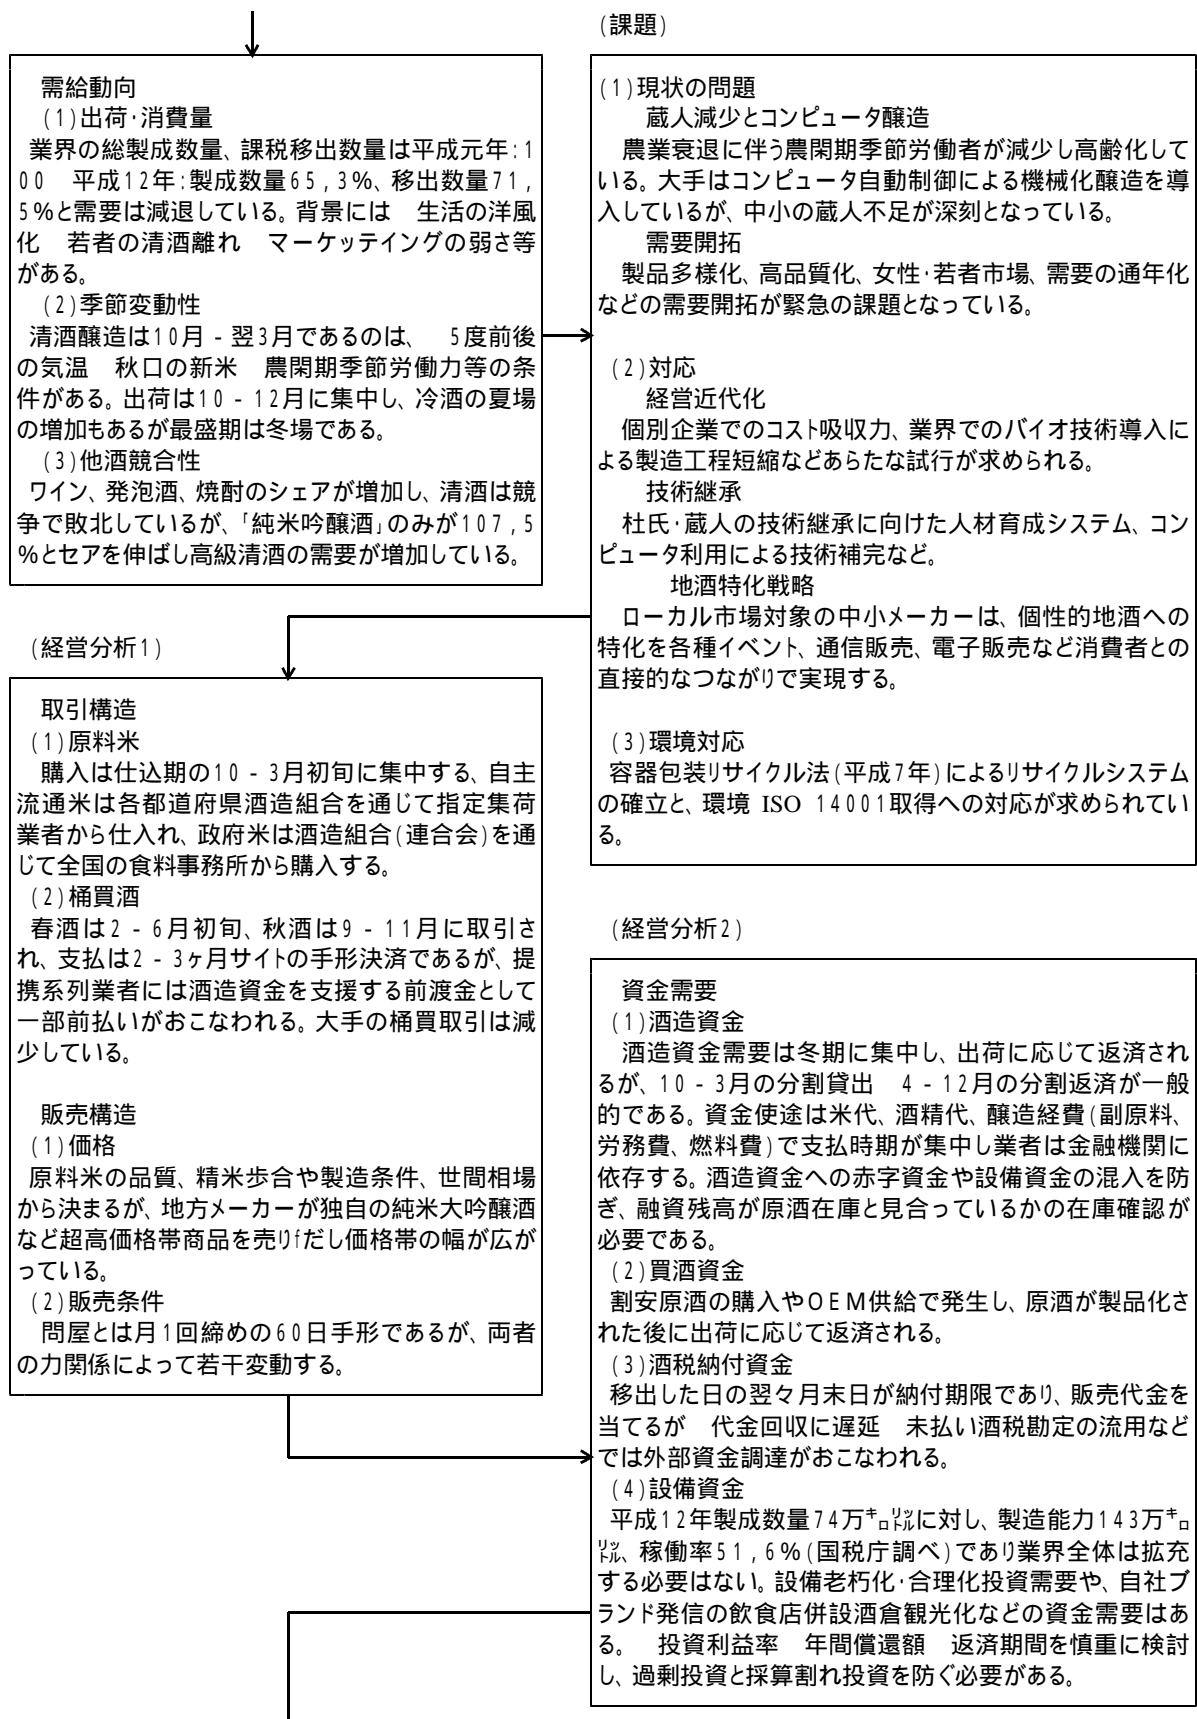 需給動向
(1)出荷・消費量
業界の総製成数量、課税移出数量は平成元年:1
00　平成12年:製成数量65,3%、移出数量71,
5%と需要は減退している。背景には　生活の洋風
化　若者の清酒離れ　マーケッテイングの弱さ等
がある。
(2)季節変動性
清酒醸造は10月-翌3月であるのは、　5度前後
の気温　秋口の新米　農閑期季節労働力等の条
件がある。出荷は10-12月に集中し、冷酒の夏場
の増加もあるが最盛期は冬場である。
(3)他酒競合性
ワイン、発泡酒、焼酎のシェアが増加し、清酒は競
争で敗北しているが、「純米吟醸酒」のみが107,5
%とセアを伸ばし高級清酒の需要が増加している。
(課題)
(1)現状の問題
蔵人減少とコンピュータ醸造
農業衰退に伴う農閑期季節労働者が減少し高齢化して
いる。大手はコンピュータ自動制御による機械化醸造を導
入しているが、中小の蔵人不足が深刻となっている。
需要開拓
製品多様化、高品質化、女性・若者市場、需要の通年化
などの需要開拓が緊急の課題となっている。
(2)対応
経営近代化
個別企業でのコスト吸収力、業界でのバイオ技術導入に
よる製造工程短縮などあらたな試行が求められる。
技術継承
杜氏・蔵人の技術継承に向けた人材育成システム、コン
ピュータ利用による技術補完など。
地酒特化戦略
ローカル市場対象の中小メーカーは、個性的地酒への
特化を各種イベント、通信販売、電子販売など消費者との
直接的なつながりで実現する。
(3)環境対応
容器包装リサイクル法(平成7年)によるリサイクルシステム
の確立と、環境 ISO 14001取得への対応が求められてい
る。
(経営分析1)
取引構造
(1)原料米
購入は仕込期の10-3月初旬に集中する、自主
流通米は各都道府県酒造組合を通じて指定集荷
業者から仕入れ、政府米は酒造組合(連合会)を通
じて全国の食料事務所から購入する。
(2)桶買酒
春酒は2-6月初旬、秋酒は9-11月に取引さ
れ、支払は2-3ヶ月サイトの手形決済であるが、提
携系列業者には酒造資金を支援する前渡金として
一部前払いがおこなわれる。大手の桶買取引は減
少している。
販売構造
(1)価格
原料米の品質、精米歩合や製造条件、世間相場
から決まるが、地方メーカーが独自の純米大吟醸酒
など超高価格帯商品を売りfだし価格帯の幅が広が
っている。
(2)販売条件
問屋とは月1回締めの60日手形であるが、両者
の力関係によって若干変動する。
(経営分析2)
資金需要
(1)酒造資金
酒造資金需要は冬期に集中し、出荷に応じて返済され
るが、10-3月の分割貸出　4-12月の分割返済が一般
的である。資金使途は米代、酒精代、醸造経費(副原料、
労務費、燃料費)で支払時期が集中し業者は金融機関に
依存する。酒造資金への赤字資金や設備資金の混入を防
ぎ、融資残高が原酒在庫と見合っているかの在庫確認が
必要である。
(2)買酒資金
割安原酒の購入やOEM供給で発生し、原酒が製品化さ
れた後に出荷に応じて返済される。
(3)酒税納付資金
移出した日の翌々月末日が納付期限であり、販売代金を
当てるが　代金回収に遅延　未払い酒税勘定の流用など
では外部資金調達がおこなわれる。
(4)設備資金
平成12年製成数量74万㌔㍑に対し、製造能力143万㌔
㍑、稼働率51,6%(国税庁調べ)であり業界全体は拡充
する必要はない。設備老朽化・合理化投資需要や、自社ブ
ランド発信の飲食店併設酒倉観光化などの資金需要はあ
る。　投資利益率　年間償還額　返済期間を慎重に検討
し、過剰投資と採算割れ投資を防ぐ必要がある。